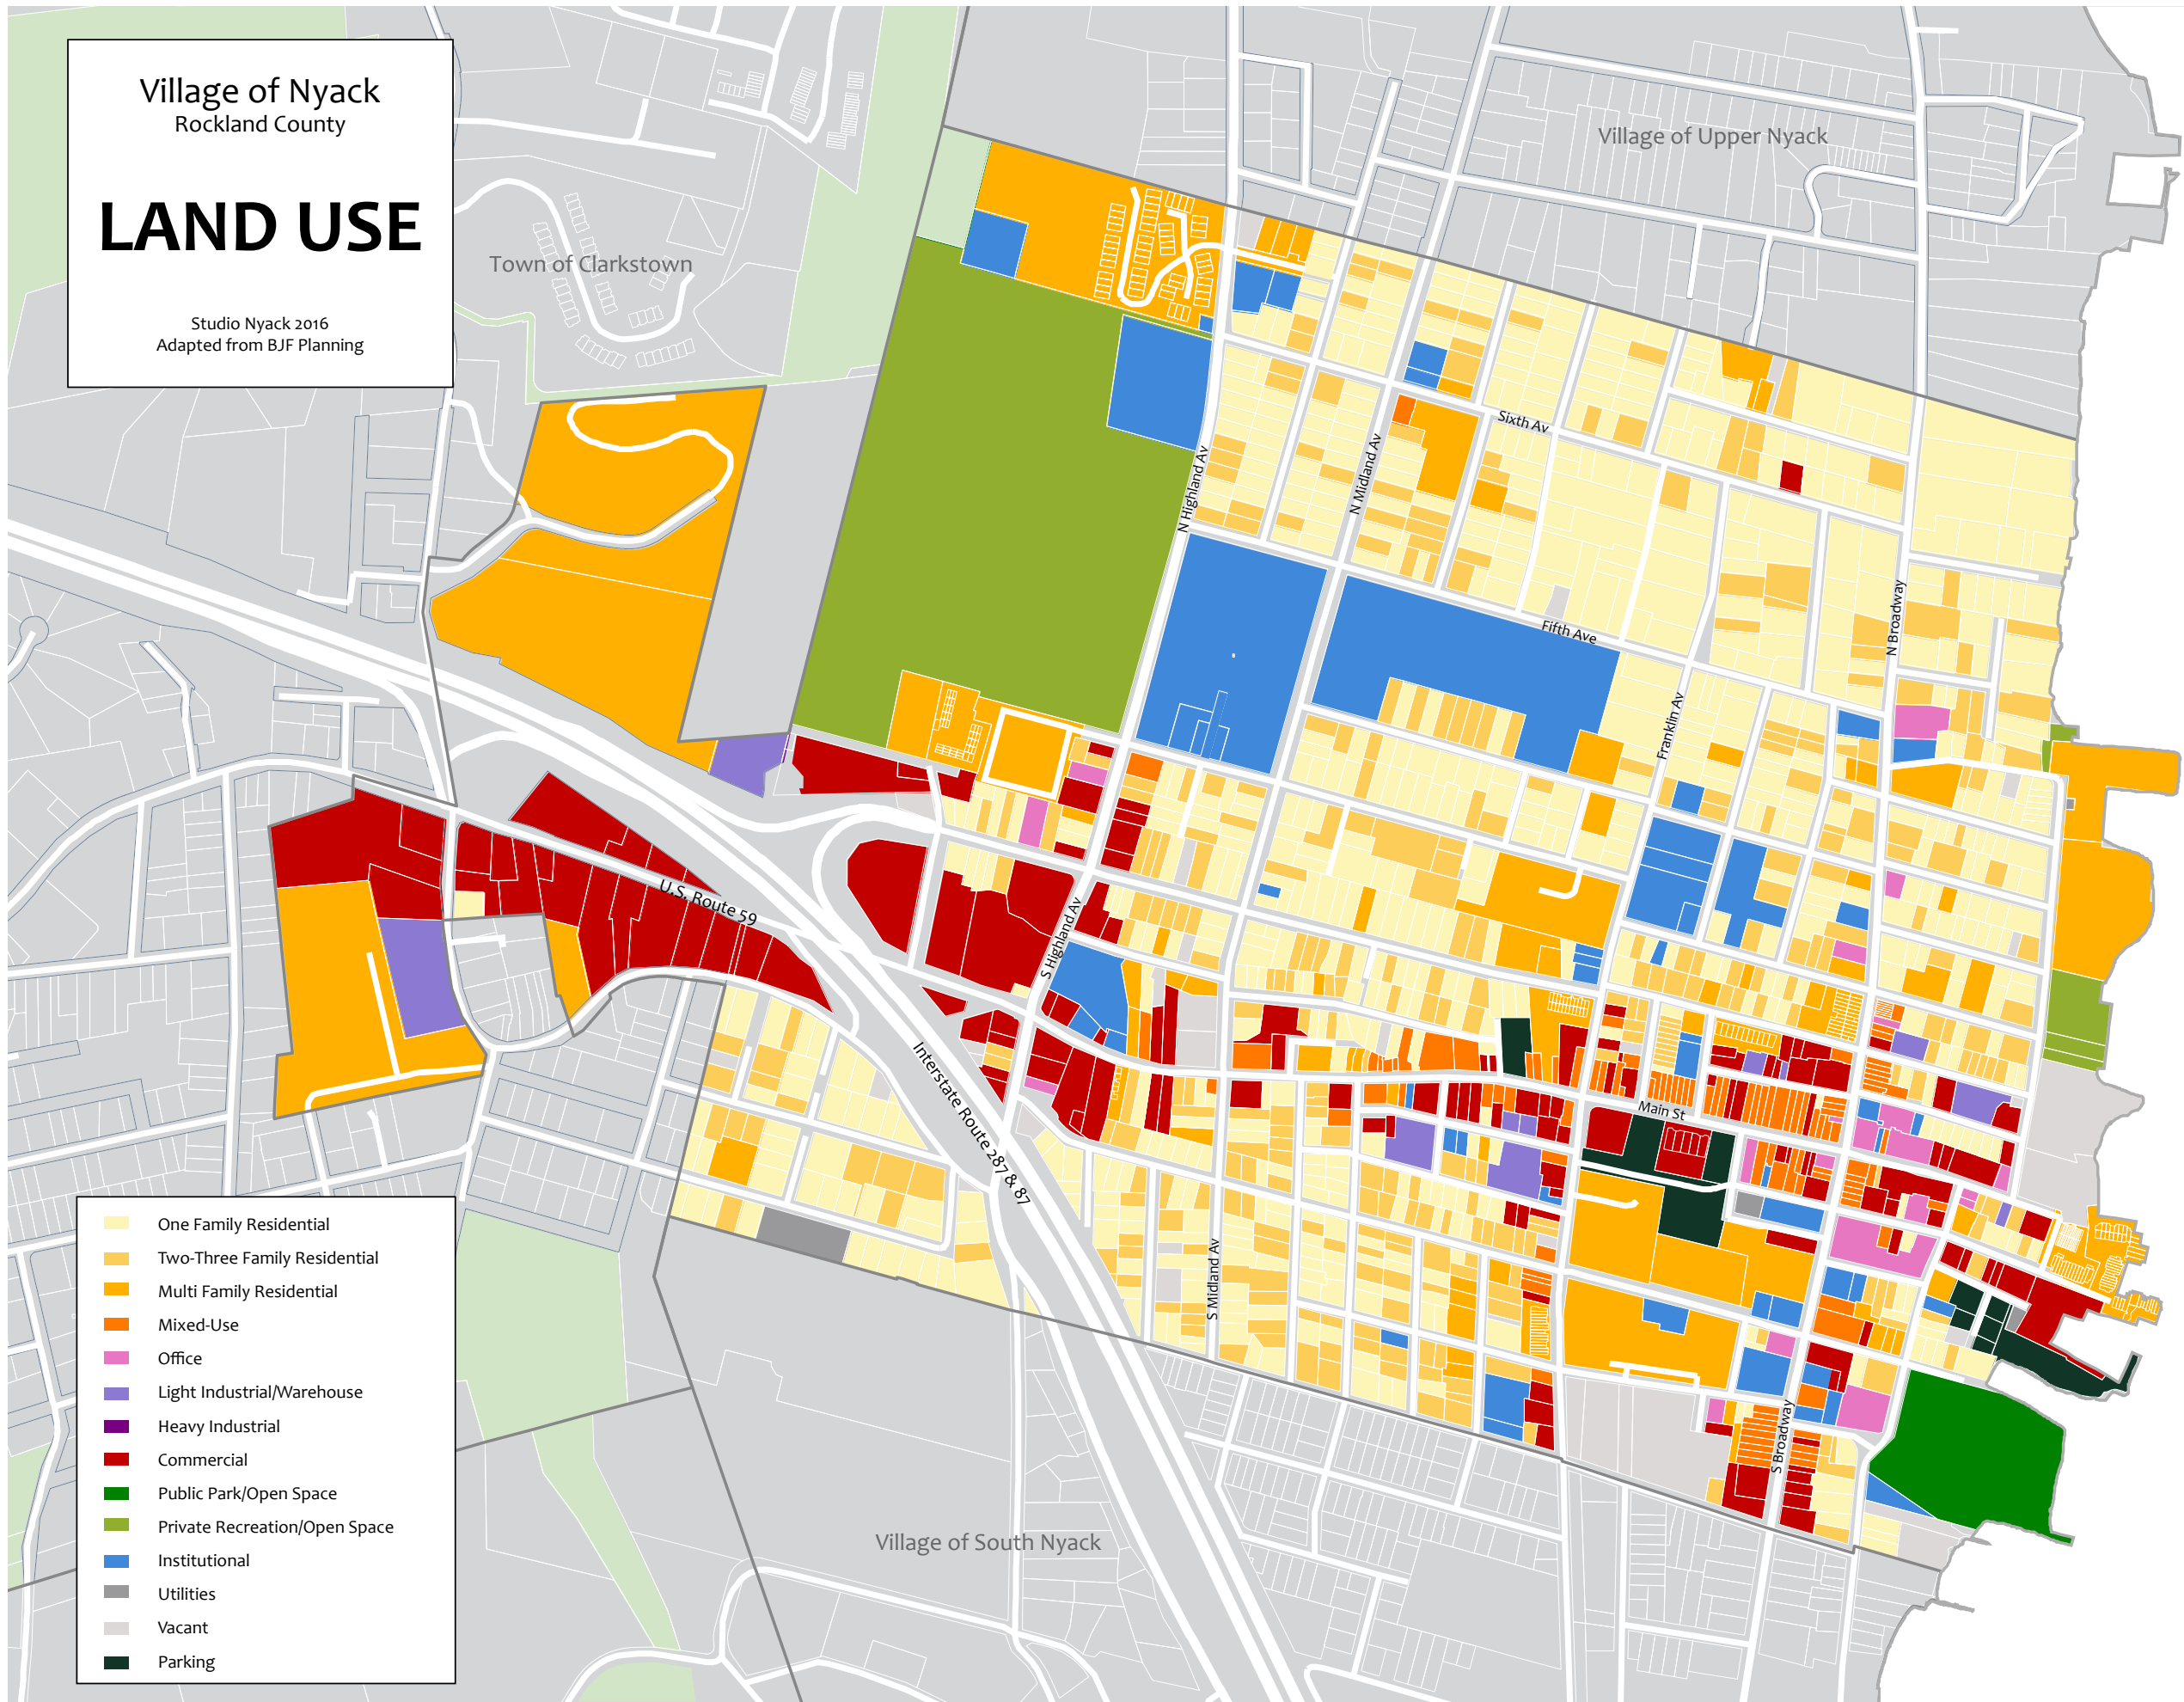 Village of Nyack
Rockland County
LAND USE
Studio Nyack 2016
Adapted from BJF Planning
Village of Upper Nyack
Town of Clarkstown
Sixth Av
N Highland Av
N Midland Av
Fifth Ave
N Broadway
Franklin Av
U.S. Route 59
S Highland Av
Interstate Route 287 & 87
Main St
S Midland Av
S Broadway
Village of South Nyack
One Family Residential
Two-Three Family Residential
Multi Family Residential
Mixed-Use
Office
Light Industrial/Warehouse
Heavy Industrial
Commercial
Public Park/Open Space
Private Recreation/Open Space
Institutional
Utilities
Vacant
Parking